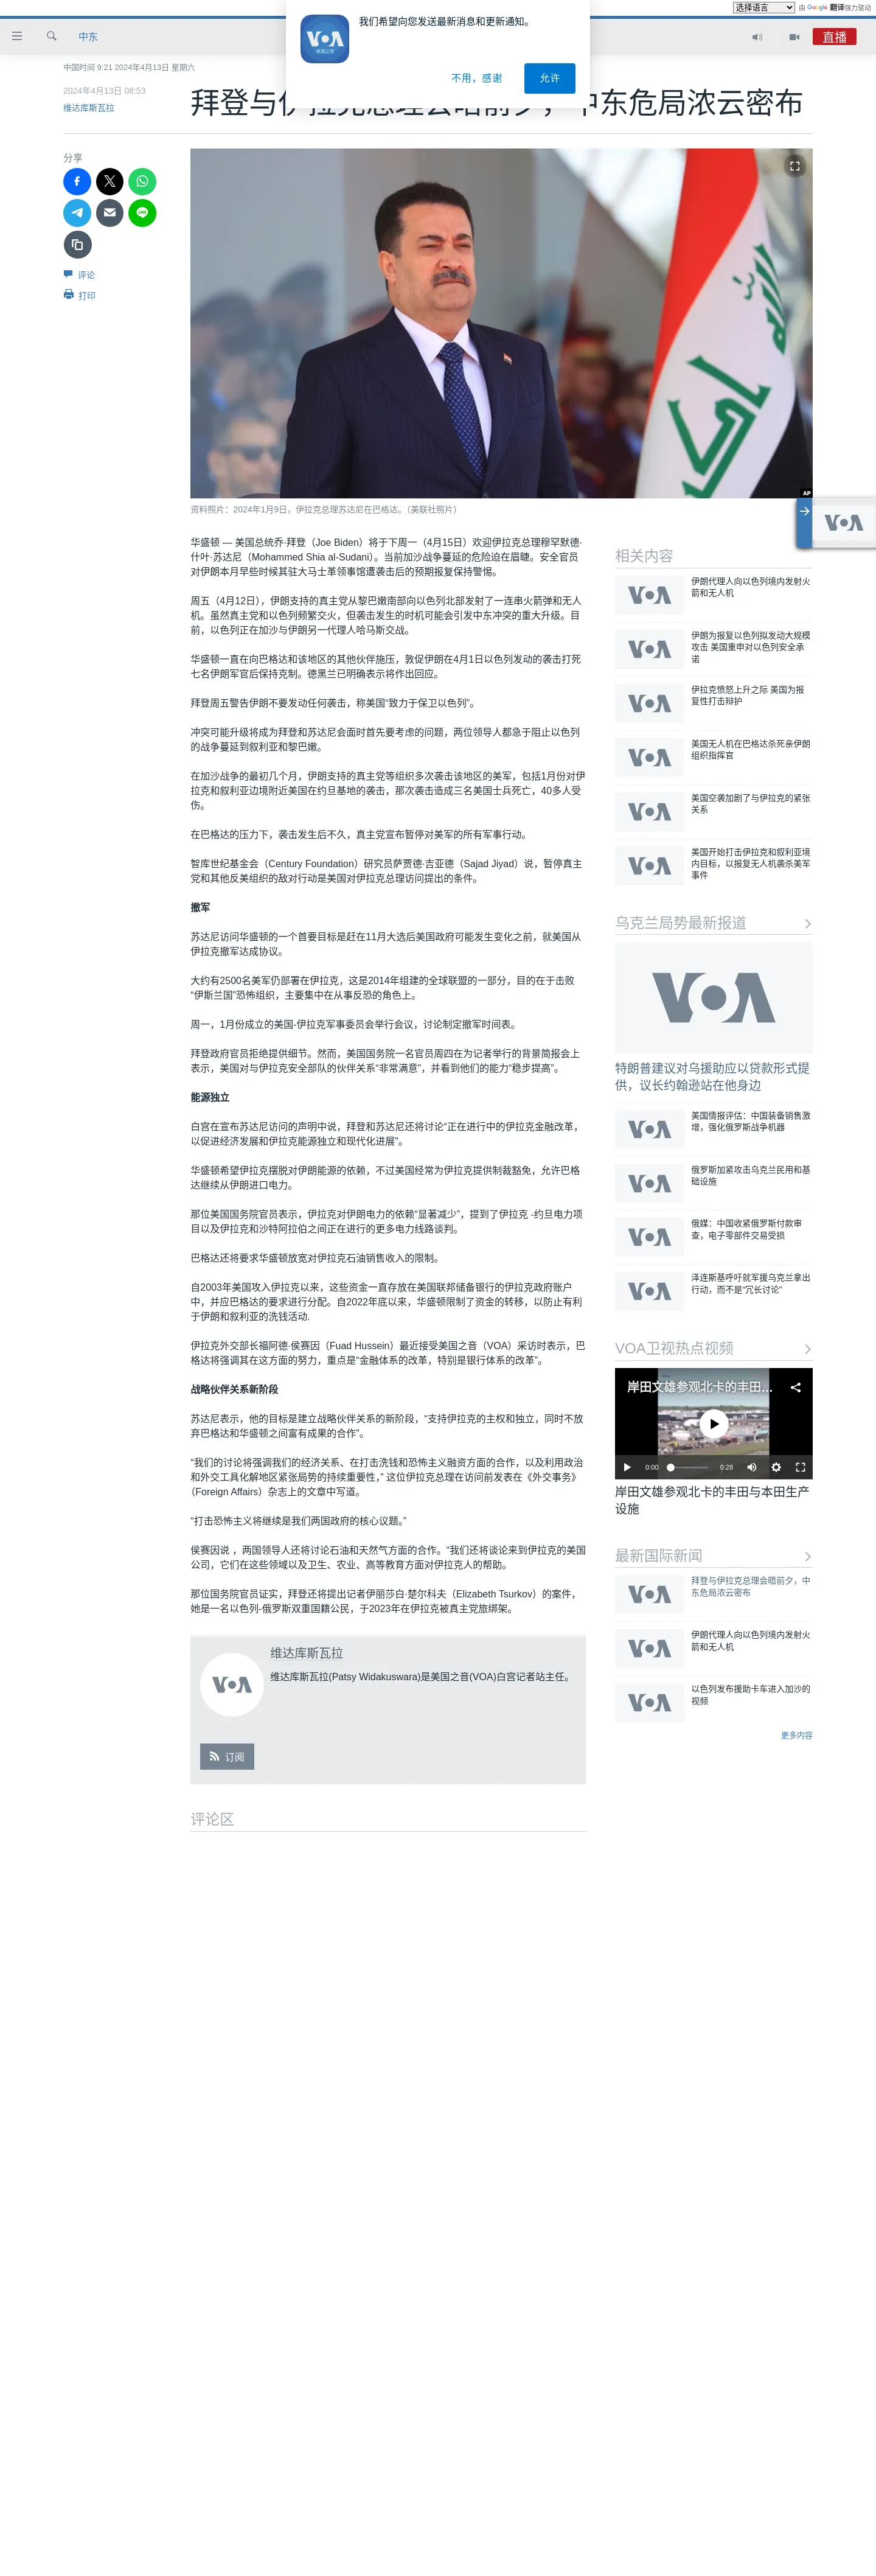 选择语言 由 Google 翻译强力驱动
我们希望向您发送最新消息和更新通知。
不用，感谢 允许
VOA
美国之音
中东
直播
中国时间 9:21 2024年4月13日 星期六
2024年4月13日 08:53
维达库斯瓦拉
拜登与伊拉克总理会晤前夕，中东危局浓云密布
分享
评论
打印
AP
资料照片：2024年1月9日，伊拉克总理苏达尼在巴格达。（美联社照片）
华盛顿 — 美国总统乔·拜登（Joe Biden）将于下周一（4月15日）欢迎伊拉克总理穆罕默德·
什叶·苏达尼（Mohammed Shia al-Sudani）。当前加沙战争蔓延的危险迫在眉睫。安全官员
对伊朗本月早些时候其驻大马士革领事馆遭袭击后的预期报复保持警惕。
周五（4月12日），伊朗支持的真主党从黎巴嫩南部向以色列北部发射了一连串火箭弹和无人
机。虽然真主党和以色列频繁交火，但袭击发生的时机可能会引发中东冲突的重大升级。目
前，以色列正在加沙与伊朗另一代理人哈马斯交战。
华盛顿一直在向巴格达和该地区的其他伙伴施压，敦促伊朗在4月1日以色列发动的袭击打死
七名伊朗军官后保持克制。德黑兰已明确表示将作出回应。
拜登周五警告伊朗不要发动任何袭击，称美国“致力于保卫以色列”。
冲突可能升级将成为拜登和苏达尼会面时首先要考虑的问题，两位领导人都急于阻止以色列
的战争蔓延到叙利亚和黎巴嫩。
在加沙战争的最初几个月，伊朗支持的真主党等组织多次袭击该地区的美军，包括1月份对伊
拉克和叙利亚边境附近美国在约旦基地的袭击，那次袭击造成三名美国士兵死亡，40多人受
伤。
在巴格达的压力下，袭击发生后不久，真主党宣布暂停对美军的所有军事行动。
智库世纪基金会（Century Foundation）研究员萨贾德·吉亚德（Sajad Jiyad）说，暂停真主
党和其他反美组织的敌对行动是美国对伊拉克总理访问提出的条件。
撤军
苏达尼访问华盛顿的一个首要目标是赶在11月大选后美国政府可能发生变化之前，就美国从
伊拉克撤军达成协议。
大约有2500名美军仍部署在伊拉克，这是2014年组建的全球联盟的一部分，目的在于击败
“伊斯兰国”恐怖组织，主要集中在从事反恐的角色上。
周一，1月份成立的美国-伊拉克军事委员会举行会议，讨论制定撤军时间表。
拜登政府官员拒绝提供细节。然而，美国国务院一名官员周四在为记者举行的背景简报会上
表示，美国对与伊拉克安全部队的伙伴关系“非常满意”，并看到他们的能力“稳步提高”。
能源独立
白宫在宣布苏达尼访问的声明中说，拜登和苏达尼还将讨论“正在进行中的伊拉克金融改革，
以促进经济发展和伊拉克能源独立和现代化进展”。
华盛顿希望伊拉克摆脱对伊朗能源的依赖，不过美国经常为伊拉克提供制裁豁免，允许巴格
达继续从伊朗进口电力。
那位美国国务院官员表示，伊拉克对伊朗电力的依赖“显著减少”，提到了伊拉克 -约旦电力项
目以及伊拉克和沙特阿拉伯之间正在进行的更多电力线路谈判。
巴格达还将要求华盛顿放宽对伊拉克石油销售收入的限制。
自2003年美国攻入伊拉克以来，这些资金一直存放在美国联邦储备银行的伊拉克政府账户
中，并应巴格达的要求进行分配。自2022年底以来，华盛顿限制了资金的转移，以防止有利
于伊朗和叙利亚的洗钱活动.
伊拉克外交部长福阿德·侯赛因（Fuad Hussein）最近接受美国之音（VOA）采访时表示，巴
格达将强调其在这方面的努力，重点是“金融体系的改革，特别是银行体系的改革”。
战略伙伴关系新阶段
苏达尼表示，他的目标是建立战略伙伴关系的新阶段，“支持伊拉克的主权和独立，同时不放
弃巴格达和华盛顿之间富有成果的合作”。
“我们的讨论将强调我们的经济关系、在打击洗钱和恐怖主义融资方面的合作，以及利用政治
和外交工具化解地区紧张局势的持续重要性，” 这位伊拉克总理在访问前发表在《外交事务》
（Foreign Affairs）杂志上的文章中写道。
“打击恐怖主义将继续是我们两国政府的核心议题。”
侯赛因说 ，两国领导人还将讨论石油和天然气方面的合作。“我们还将谈论来到伊拉克的美国
公司，它们在这些领域以及卫生、农业、高等教育方面对伊拉克人的帮助。
那位国务院官员证实，拜登还将提出记者伊丽莎白·楚尔科夫（Elizabeth Tsurkov）的案件，
她是一名以色列-俄罗斯双重国籍公民，于2023年在伊拉克被真主党旅绑架。
VOA
维达库斯瓦拉
维达库斯瓦拉(Patsy Widakuswara)是美国之音(VOA)白宫记者站主任。
订阅
评论区
VOA
相关内容
VOA
伊朗代理人向以色列境内发射火
箭和无人机
VOA
伊朗为报复以色列拟发动大规模
攻击 美国重申对以色列安全承
诺
VOA
伊拉克愤怒上升之际 美国为报
复性打击辩护
VOA
美国无人机在巴格达杀死亲伊朗
组织指挥官
VOA
美国空袭加剧了与伊拉克的紧张
关系
VOA
美国开始打击伊拉克和叙利亚境
内目标，以报复无人机袭杀美军
事件
乌克兰局势最新报道
VOA
特朗普建议对乌援助应以贷款形式提
供，议长约翰逊站在他身边
VOA
美国情报评估：中国装备销售激
增，强化俄罗斯战争机器
VOA
俄罗斯加紧攻击乌克兰民用和基
础设施
VOA
俄媒：中国收紧俄罗斯付款审
查，电子零部件交易受损
VOA
泽连斯基呼吁就军援乌克兰拿出
行动，而不是“冗长讨论”
VOA卫视热点视频
岸田文雄参观北卡的丰田...
0:00 0:28
岸田文雄参观北卡的丰田与本田生产
设施
最新国际新闻
VOA
拜登与伊拉克总理会晤前夕，中
东危局浓云密布
VOA
伊朗代理人向以色列境内发射火
箭和无人机
VOA
以色列发布援助卡车进入加沙的
视频
更多内容